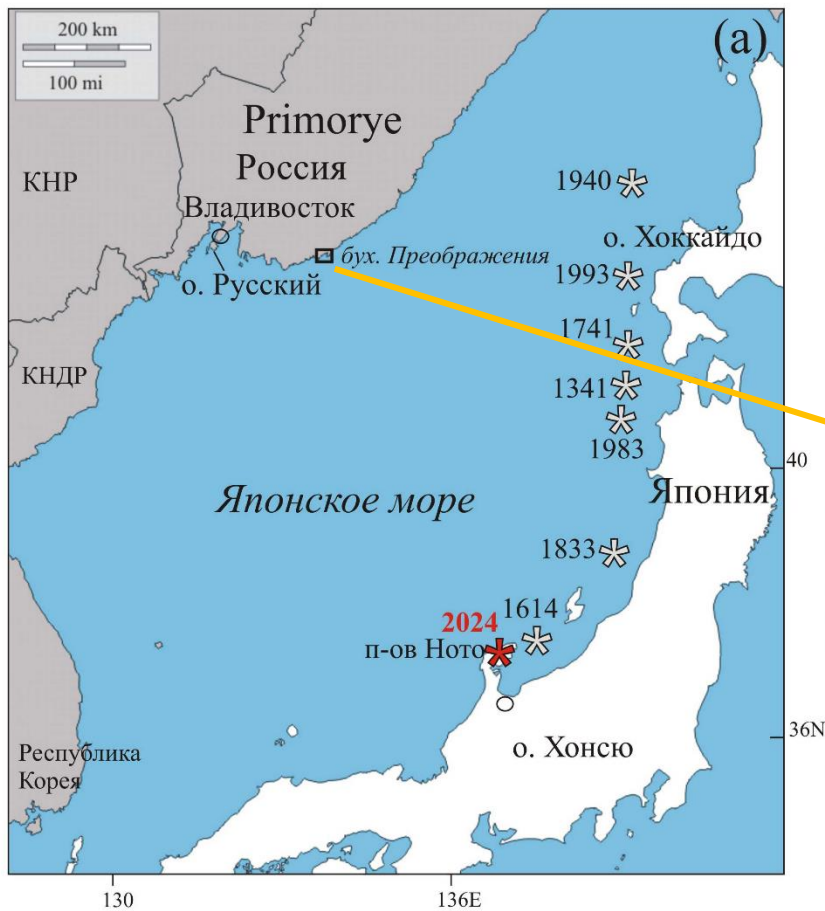 200 km
100 mi
(a)
Primorye
Россия
КНР
Владивосток
1940
о. Хоккайдо
бух. Преображения
1993
о. Русский
1741
КНДР
1341
1983
40
Японское море
Япония
1833
1614
2024
п-ов Ното
36N
о. Хонсю
Республика
Корея
130
136E